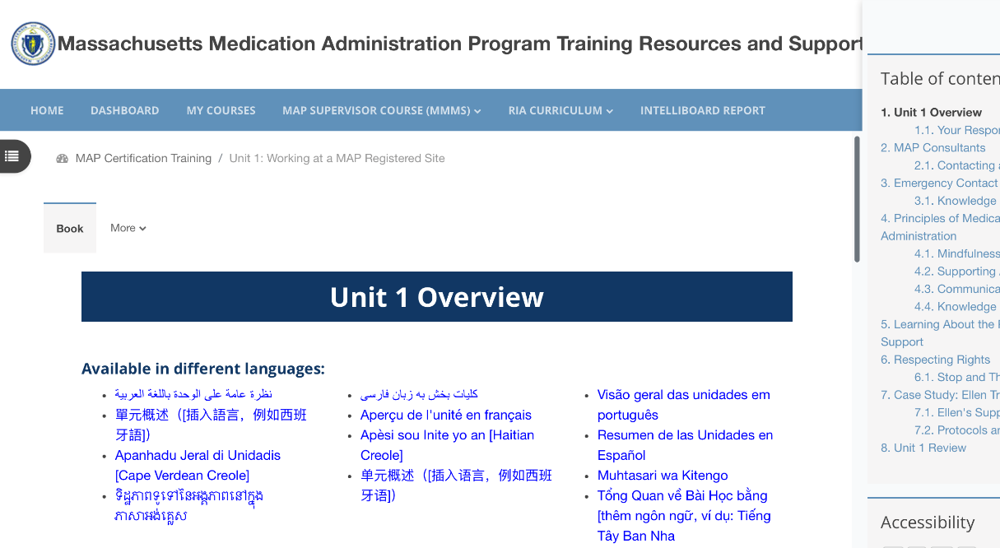 Massachusetts Medication Administration Program Training Resources and Support
HOME
DASHBOARD
MY COURSES
MAP SUPERVISOR COURSE (MMMS)
RIA CURRICULUM
INTELLIBOARD REPORT
MAP Certification Training / Unit 1: Working at a MAP Registered Site
Book
More
Unit 1 Overview
Available in different languages:
نظرة عامة على الوحدة باللغة العربية
單元概述（[插入語言，例如西班
牙語]）
Apanhadu Jeral di Unidadis
[Cape Verdean Creole]
ទិដ្ឋភាពទូទៅនៃអង្គភាពនៅក្នុង
ភាសាអង់គ្លេស
کلیات بخش به زبان فارسی
Aperçu de l'unité en français
Apèsi sou Inite yo an [Haitian
Creole]
单元概述（[插入语言，例如西班
牙语]）
Visão geral das unidades em
português
Resumen de las Unidades en
Español
Muhtasari wa Kitengo
Tổng Quan về Bài Học bằng
[thêm ngôn ngữ, ví dụ: Tiếng
Tây Ban Nha
Table of conten
1. Unit 1 Overview
1.1. Your Respor
2. MAP Consultants
2.1. Contacting a
3. Emergency Contact
3.1. Knowledge
4. Principles of Medica
Administration
4.1. Mindfulness
4.2. Supporting
4.3. Communica
4.4. Knowledge
5. Learning About the
Support
6. Respecting Rights
6.1. Stop and Th
7. Case Study: Ellen Tr
7.1. Ellen's Supp
7.2. Protocols an
8. Unit 1 Review
Accessibility